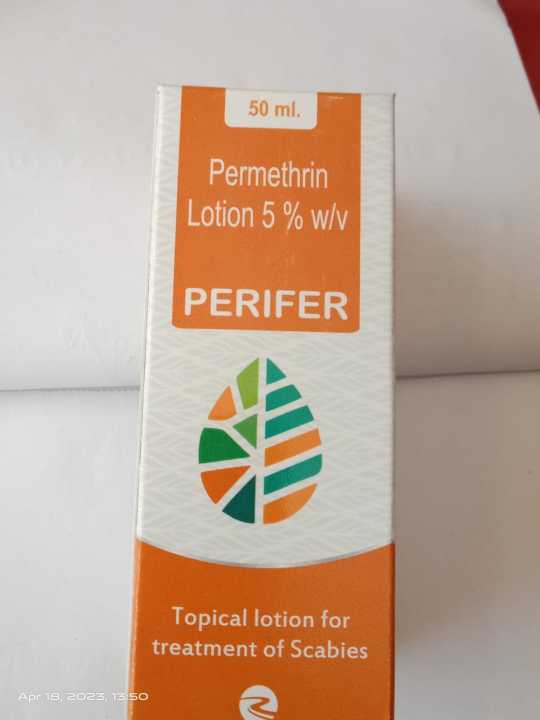 50 ml.
Permethrin
Lotion 5 % w/v
PERIFER
Topical lotion for
treatment of Scabies
Apr 18, 2023, 13:50